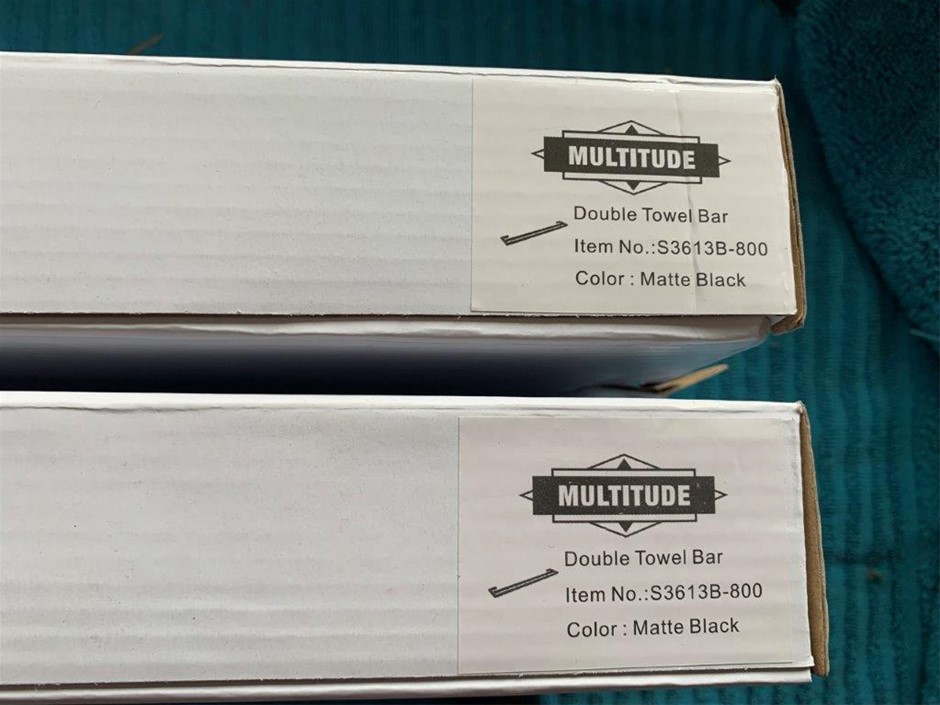 MULTITUDE
Double Towel Bar
Item No.:S3613B-800
Color : Matte Black
MULTITUDE
Double Towel Bar
Item No.:S3613B-800
Color : Matte Black